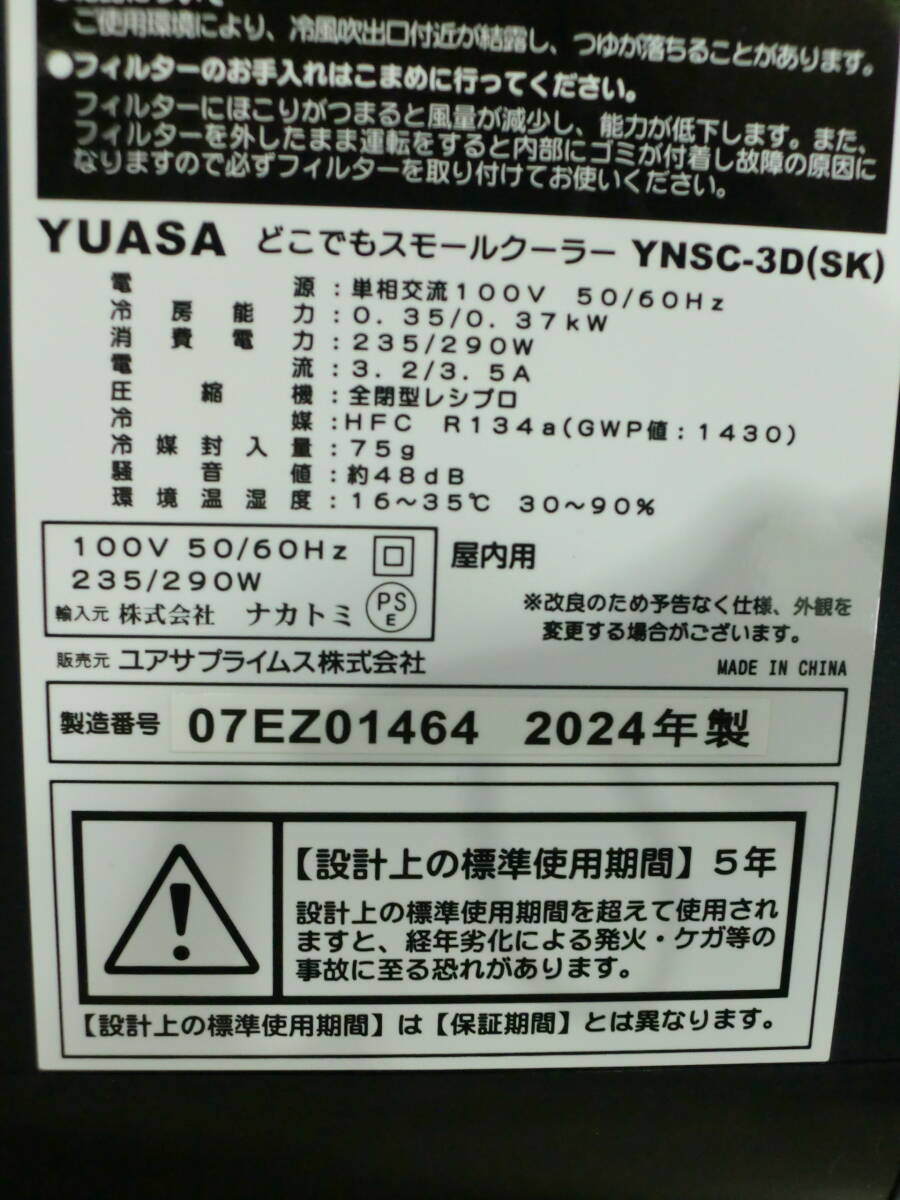 ご使用環境により、冷風吹出口付近が結露し、つゆが落ちることがあります。
●フィルターのお手入れはこまめに行ってください。
フィルターにほこりがつまると風量が減少し、能力が低下します。また、
フィルターを外したまま運転をすると内部にゴミが付着し故障の原因に
なりますので必ずフィルターを取り付けてお使いください。
YUASA どこでもスモールクーラー YNSC-3D(SK)
電源:単相交流100V 50/60Hz
冷房能力:0.35/0.37kW
消費電力:235/290W
電流:3.2/3.5A
圧縮機:全閉型レシプロ
冷媒:HFC R134a(GWP値:1430)
冷媒封入量:75g
騒音値:約48dB
環境温湿度:16~35℃ 30~90%
100V 50/60Hz
235/290W
輸入元 株式会社 ナカトミ
PS
E
屋内用
※改良のため予告なく仕様、外観を
変更する場合がございます。
販売元 ユアサプライムス株式会社
MADE IN CHINA
製造番号 07EZ01464 2024年製
【設計上の標準使用期間】5年
設計上の標準使用期間を超えて使用され
ますと、経年劣化による発火・ケガ等の
事故に至る恐れがあります。
【設計上の標準使用期間】は【保証期間】とは異なります。